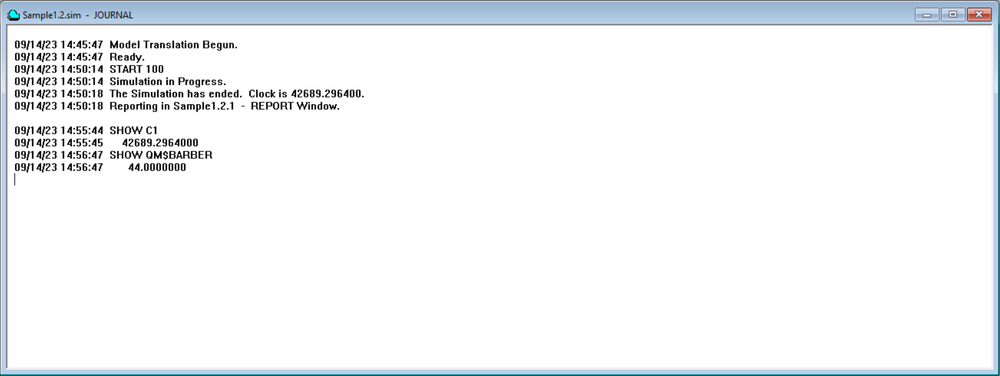 Sample1.2.sim - JOURNAL
09/14/23 14:45:47 Model Translation Begun.
09/14/23 14:45:47 Ready.
09/14/23 14:50:14 START 100
09/14/23 14:50:14 Simulation in Progress.
09/14/23 14:50:18 The Simulation has ended. Clock is 42689.296400.
09/14/23 14:50:18 Reporting in Sample1.2.1 - REPORT Window.
09/14/23 14:55:44 SHOW C1
09/14/23 14:55:45 42689.2964000
09/14/23 14:56:47 SHOW QM$BARBER
09/14/23 14:56:47 44.0000000